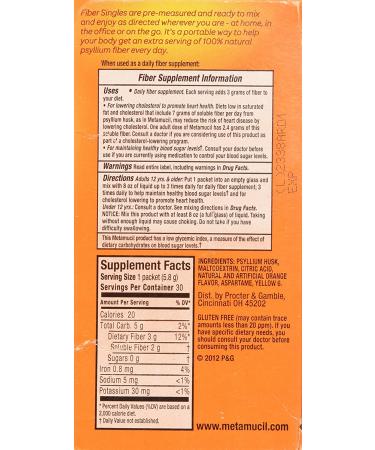 Fiber Singles are pre-measured and ready to mix
and enjoy as directed wherever you are - at home, in
the office or on the go. It's a portable way to help
your body get an extra serving of 100% natural
psyllium fiber every day.
When used as a daily fiber supplement:
Fiber Supplement Information
Uses • Daily fiber supplement. Each serving adds 3 grams of fiber to
your diet.
• For lowering cholesterol to promote heart health. Diets low in saturated
fat and cholesterol that include 7 grams of soluble fiber per day from
psyllium husk, as in Metamucil, may reduce the risk of heart disease by
lowering cholesterol. One adult dose of Metamucil has 2.4 grams of this
soluble fiber. Consult a doctor if you are considering use of this product as
part of a cholesterol-lowering program.
• For maintaining healthy blood sugar levels†. Consult your doctor before
use if you are currently using medication to control your blood sugar levels.
Warnings Read entire label, including warnings in Drug Facts.
Directions Adults 12 yrs. & older: Put 1 packet into an empty glass and
mix with 8 oz of liquid up to 3 times daily for daily fiber supplement; 3
times daily to help maintain healthy blood sugar levels† and for
cholesterol lowering to promote heart health.
Under 12 yrs.: Consult a doctor. See mixing directions in Drug Facts.
NOTICE: Mix this product with at least 8 oz (a full glass) of liquid. Taking
without enough liquid may cause choking. Do not take if you have
difficulty swallowing.
This Metamucil product has a low glycemic index, a measure of the effect of
dietary carbohydrates on blood sugar levels.†
EXP
Supplement Facts
Serving Size 1 packet (5.8 g)
Servings Per Container 30
Amount Per Serving % DV*
Calories 20
Total Carb. 5 g 2%*
Dietary Fiber 3 g 12%*
Soluble Fiber 2 g †
Sugars 0 g †
Iron 0.8 mg 4%
Sodium 5 mg <1%
Potassium 30 mg <1%
* Percent Daily Values (%DV) are based on a
2,000 calorie diet.
† Daily Value not established.
INGREDIENTS: PSYLLIUM HUSK,
MALTODEXTRIN, CITRIC ACID,
NATURAL AND ARTIFICIAL ORANGE
FLAVOR, ASPARTAME, YELLOW 6.
Dist. by Procter & Gamble,
Cincinnati OH 45202
GLUTEN FREE (may contain trace
amounts less than 20 ppm). If you
have specific dietary needs, you
should consult your doctor before
consuming this product.
© 2012 P&G
www.metamucil.com